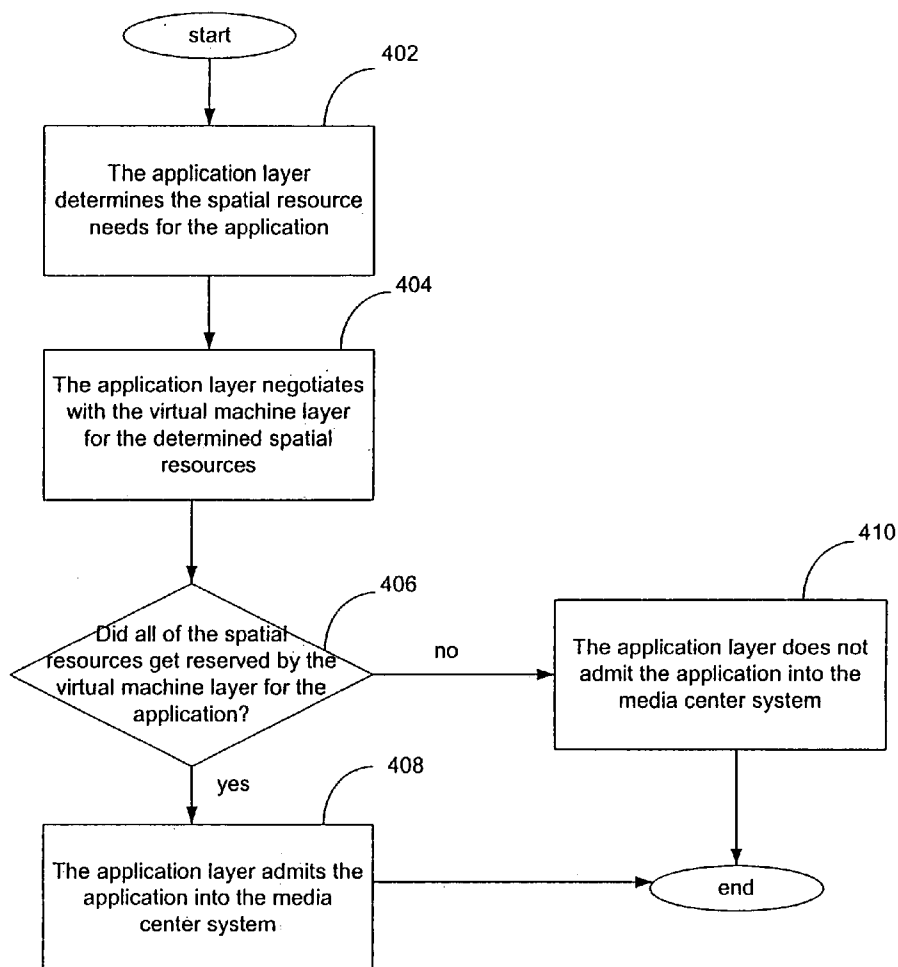 start
402
The application layer
determines the spatial resource
needs for the application
404
The application layer negotiates
with the virtual machine layer
for the determined spatial
resources
406
Did all of the spatial
resources get reserved by the
virtual machine layer for the
application?
no
410
The application layer does not
admit the application into the
media center system
yes
408
The application layer admits the
application into the media
center system
end